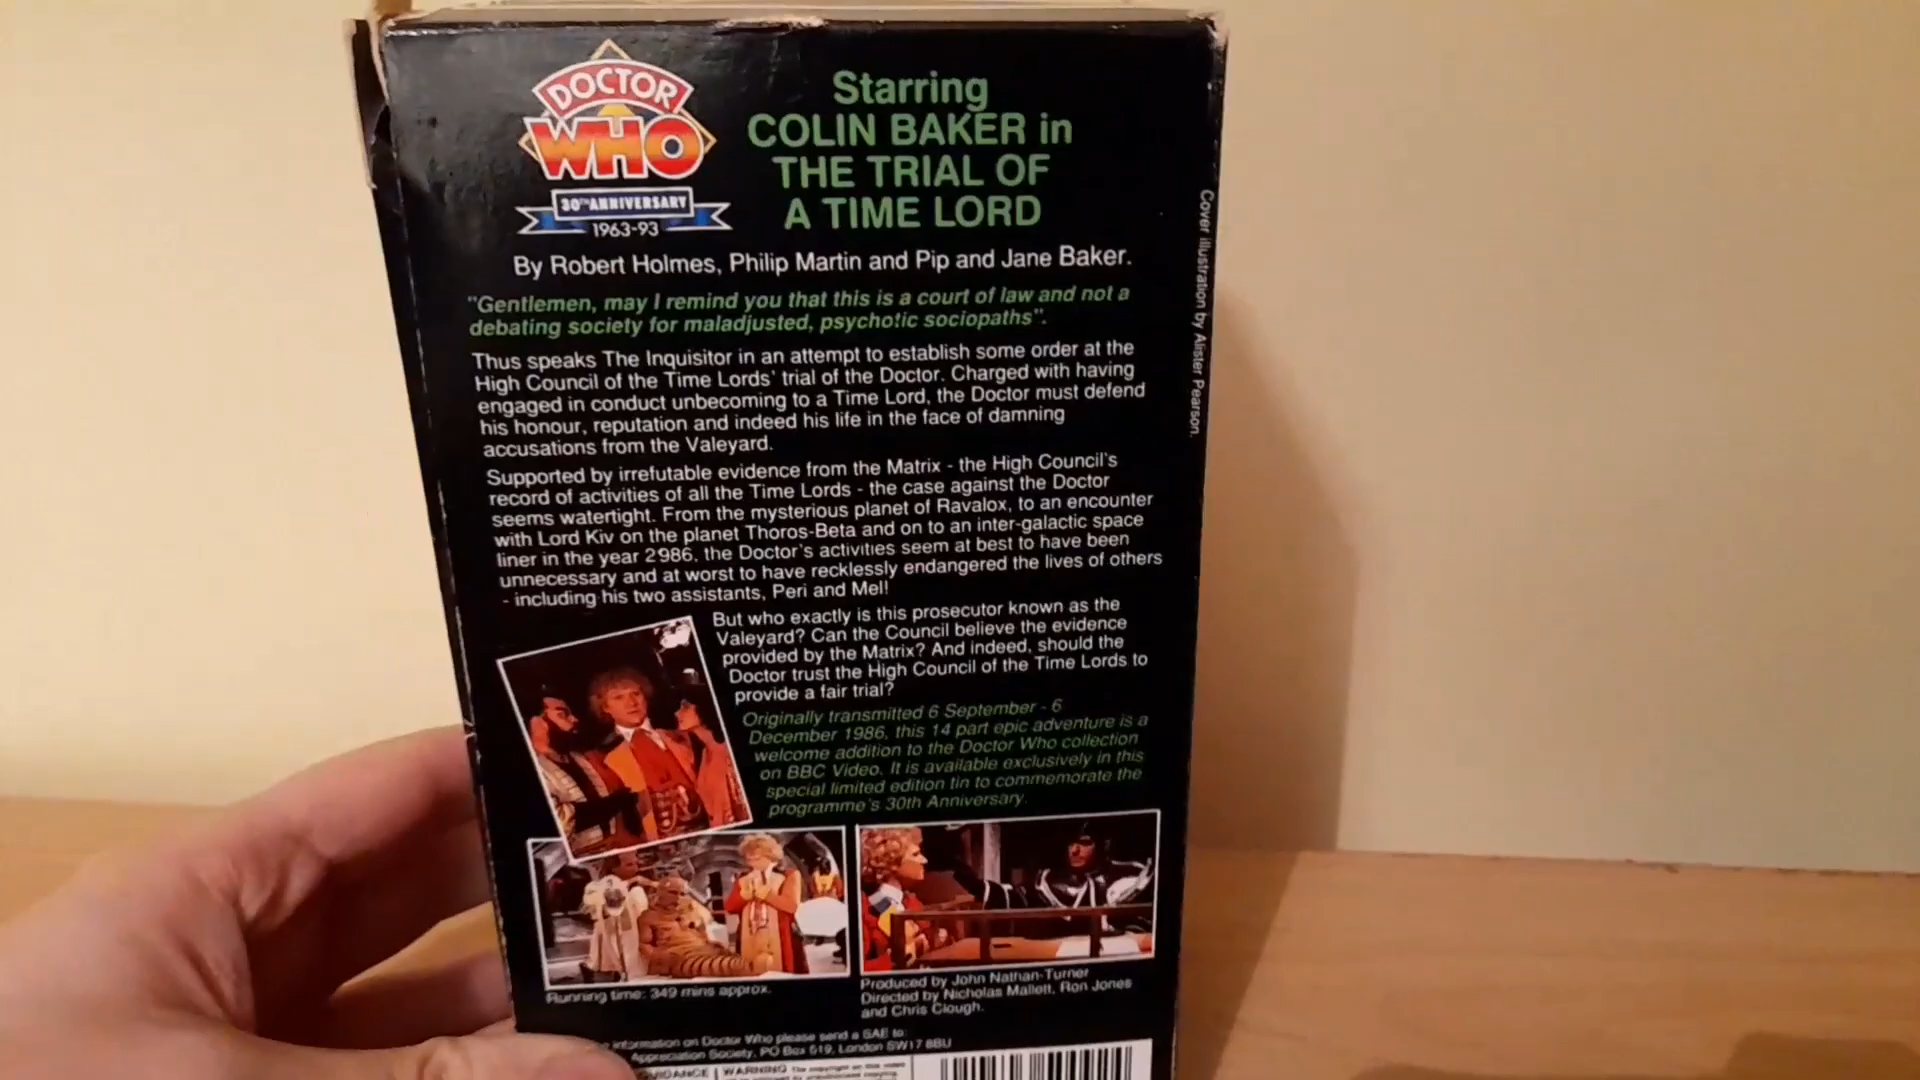 DOCTOR
WHO
30TH ANNIVERSARY
1963-93
Starring
COLIN BAKER in
THE TRIAL OF
A TIME LORD
By Robert Holmes, Philip Martin and Pip and Jane Baker.
"Gentlemen, may I remind you that this is a court of law and not a
debating society for maladjusted, psychotic sociopaths".
Thus speaks The Inquisitor in an attempt to establish some order at the
High Council of the Time Lords' trial of the Doctor. Charged with having
engaged in conduct unbecoming to a Time Lord, the Doctor must defend
his honour, reputation and indeed his life in the face of damning
accusations from the Valeyard.
Supported by irrefutable evidence from the Matrix - the High Council's
record of activities of all the Time Lords - the case against the Doctor
seems watertight. From the mysterious planet of Ravalox, to an encounter
with Lord Kiv on the planet Thoros-Beta and on to an inter-galactic space
liner in the year 2986, the Doctor's activities seem at best to have been
unnecessary and at worst to have recklessly endangered the lives of others
- including his two assistants, Peri and Mel!
But who exactly is this prosecutor known as the
Valeyard? Can the Council believe the evidence
provided by the Matrix? And indeed, should the
Doctor trust the High Council of the Time Lords to
provide a fair trial?
Originally transmitted 6 September - 6
December 1986, this 14 part epic adventure is a
welcome addition to the Doctor Who collection
on BBC Video. It is available exclusively in this
special limited edition tin to commemorate the
programme's 30th Anniversary.
Running time: 349 mins approx.
Produced by John Nathan-Turner
Directed by Nicholas Mallett, Ron Jones
and Chris Clough.
information on Doctor Who please send a SAE to:
Appreciation Society, PO Box 519, London SW17 8BU
WARNING The copyright on this video
Cover illustration by Alister Pearson.